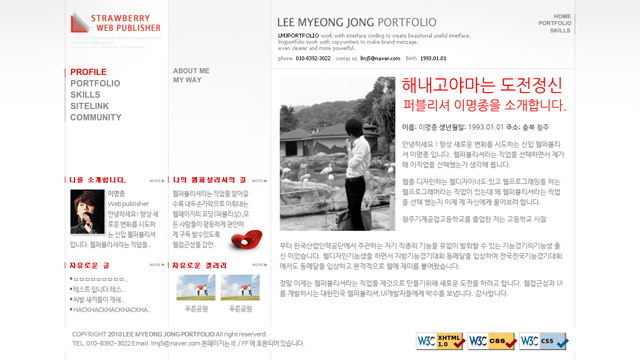 STRAWBERRY
WEB PUBLISHER
LEE MYEONG JONG PORTFOLIO
LMJPORTFOLIO work with interface cording to create beautional useful interface.
lmjportfolio work with copywriters to make brand message.
even clearer and more powerful.
phone 010-8392-3022 contac us lmj5@naver.com Birth 1993.01.01
HOME
PORTFOLIO
SKILLS
PROFILE
PORTFOLIO
SKILLS
SITELINK
COMMUNITY
ABOUT ME
MY WAY
해내고야마는 도전정신
퍼블리셔 이명종을 소개합니다.
이름: 이명종 생년월일: 1993.01.01 주소: 충북 청주
안녕하세요 ! 항상 새로운 변화를 시도하는 신입 웹퍼블리
셔 이명종 입니다. 웹퍼블리셔라는 직업을 선택하면서 제가
왜 이직업을 선택했는가 생각해 봅니다.
웹을 디자인하는 웹디자이너도 있고 웹프로그래밍을 하는
웹프로그래머라는 직업이 있는데 왜 웹퍼블리셔라는 직업
을 선택 했는지 이제 제 자신에게 물어보려 합니다.
청주기계공업고등학교를 졸업한 저는 고등학교 시절
부터 한국산업인력공단에서 주관하는 자기 직종의 기능을 유없이 발휘할 수 있는 기능경기의기능생 출
신 이었습니다. 웹디자인기능생을 하면서 지방기능경기대회 동메달을 입상하여 전국전국기능경기대회
에서도 동메달을 입상하고 본격적으로 웹에 재미를 붙여왔습니다.
정말 이제는 웹퍼블리셔라는 직업을 제것으로 만들기위해 새로운 도전을 하려고 합니다. 웹접근성과 UI
를 개발하시는 대한민국 웹퍼블리셔, UI개발자들에게 박수를 보냅니다. 감사합니다.
나를 소개합니다. MORE
이명종
Web publisher
안녕하세요! 항상 새
로운 변화를 시도하
는 신입 웹퍼블리셔
입니다. 웹퍼블리셔라는 직업을..
나의 웹퍼블리셔의 길 MORE
웹퍼블리셔라는 직업을 알아갈
수록 내두손가락으로 이뤄내는
웹페이지의 코딩(퍼블리싱),모
든 사람들이 평등하게 편안하
게 구독 할수있도록
웹접근성을 강안..
자유로운 글 MORE
ㅁㅁㅁㅁㅁㅁㅁㅁ..
테스트 입니다.테스..
씨발 새끼들이 개새..
HACKHACKHACKHACKHA..
자유로운 갤러리 MORE
푸른공원 푸른공원
COPYRIGHT 2010 LEE MYEONG JONG PORTFOLIO All right reserverd.
TEL. 010-8392-3022 Email. lmj5@naver.com 본페이지는 IE / FF에 호환되어 있습니다.
W3C XHTML 1.0
W3C CSS
W3C CSS